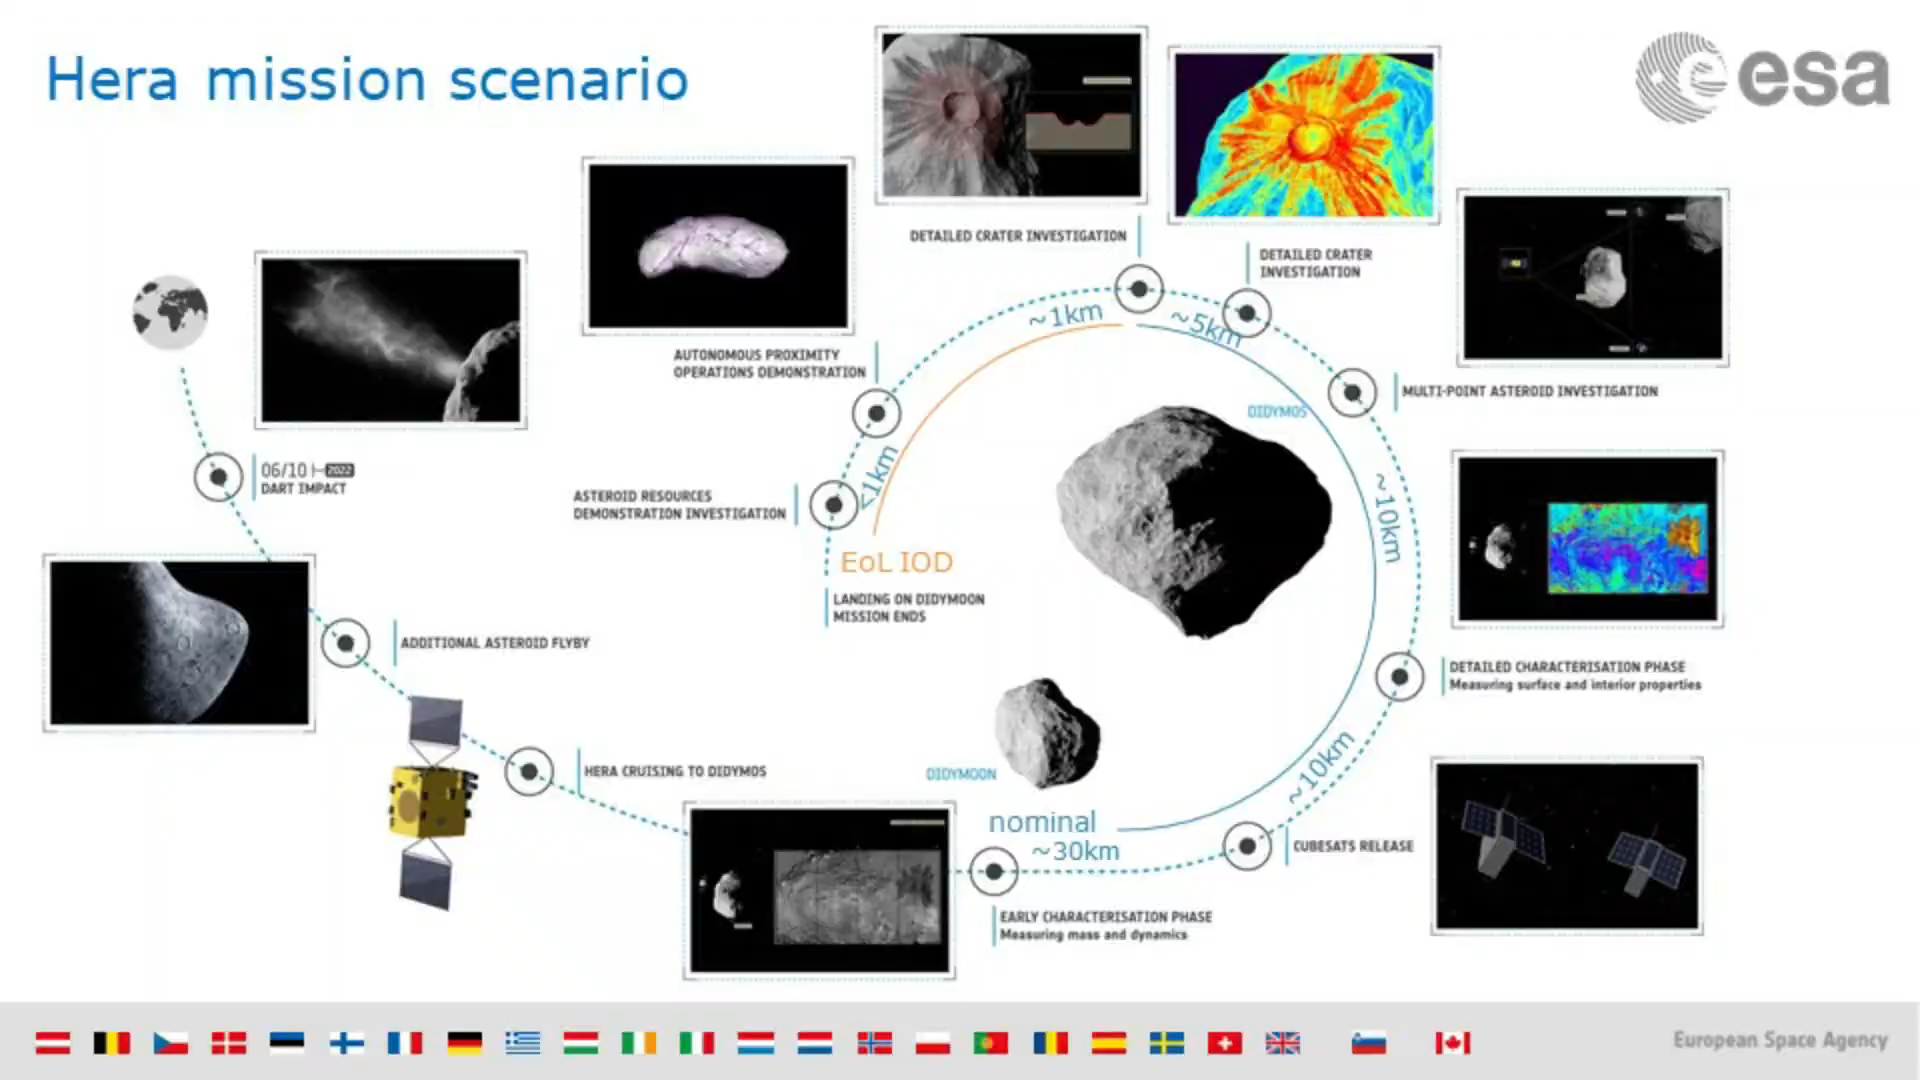 Hera mission scenario
esa
DETAILED CRATER INVESTIGATION
DETAILED CRATER
INVESTIGATION
AUTONOMOUS PROXIMITY
OPERATIONS DEMONSTRATION
~1km
~5km
MULTI-POINT ASTEROID INVESTIGATION
DIDYMOS
06/10 2022
DART IMPACT
ASTEROID RESOURCES
DEMONSTRATION INVESTIGATION
<1km
~10km
EoL IOD
LANDING ON DIDYMOON
MISSION ENDS
ADDITIONAL ASTEROID FLYBY
DETAILED CHARACTERISATION PHASE
Measuring surface and interior properties
HERA CRUISING TO DIDYMOS
DIDYMOON
~10km
nominal
~30km
CUBESATS RELEASE
EARLY CHARACTERISATION PHASE
Measuring mass and dynamics
European Space Agency